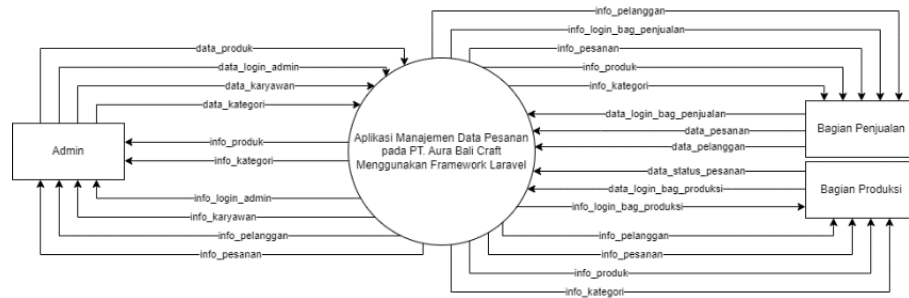 info_pelanggan
info_login_bag_penjualan
data_produk
info_pesanan
data_login_admin
info_produk
data_karyawan
info_kategori
data_kategori
data_login_bag_penjualan
Bagian Penjualan
data_pesanan
Admin
info_produk
Aplikasi Manajemen Data Pesanan
pada PT. Aura Bali Craft
Menggunakan Framework Laravel
data_pelanggan
info_kategori
data_status_pesanan
data_login_bag_produksi
Bagian Produksi
info_login_admin
info_login_bag_produksi
info_karyawan
info_pelanggan
info_pelanggan
info_pesanan
info_pesanan
info_produk
info_kategori